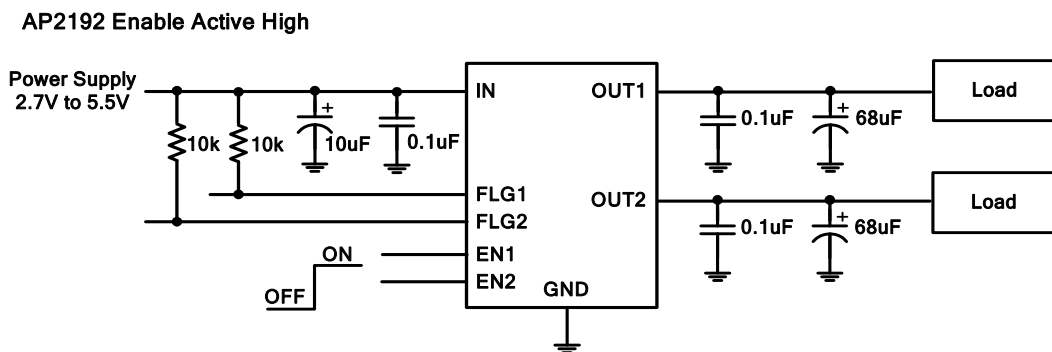 AP2192 Enable Active High
Power Supply
2.7V to 5.5V
10k
10k
+
10uF
0.1uF
IN
FLG1
FLG2
EN1
EN2
GND
OUT1
OUT2
0.1uF
+
68uF
Load
0.1uF
+
68uF
Load
ON
OFF